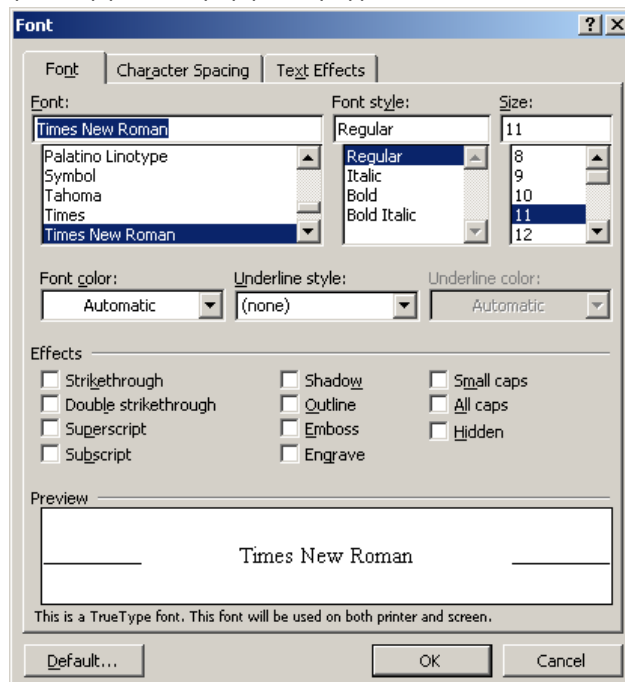 Font
Font Character Spacing Text Effects
Font: Font style: Size:
Times New Roman Regular 11
Palatino Linotype Regular 8
Symbol Italic 9
Tahoma Bold 10
Times Bold Italic 11
Times New Roman 12
Font color: Underline style: Underline color:
Automatic (none) Automatic
Effects
Strikethrough Shadow Small caps
Double strikethrough Outline All caps
Superscript Emboss Hidden
Subscript Engrave
Preview
Times New Roman
This is a TrueType font. This font will be used on both printer and screen.
Default... OK Cancel